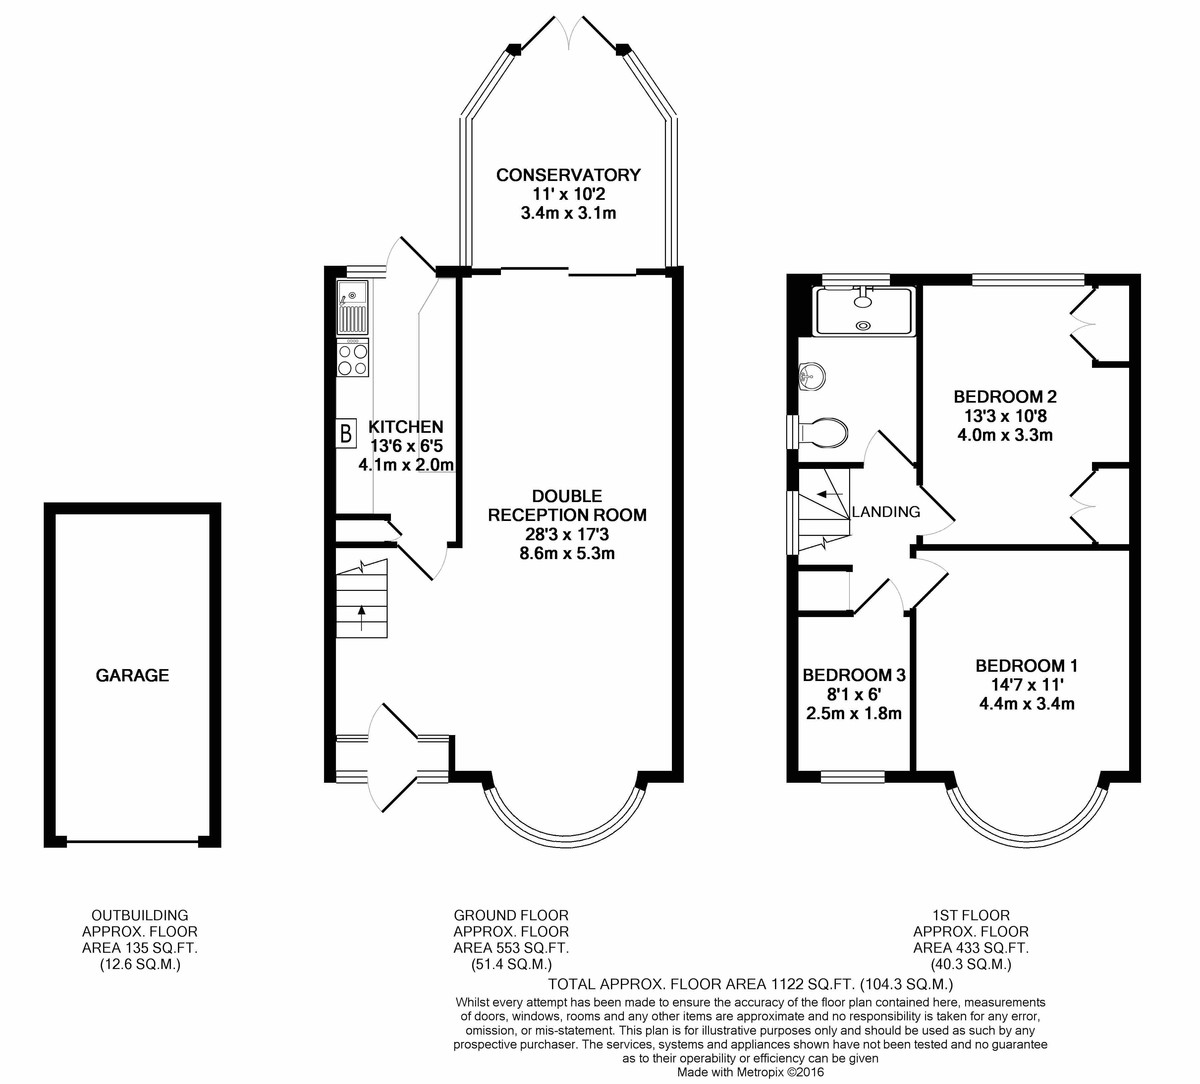 CONSERVATORY
11' x 10'2
3.4m x 3.1m
B
KITCHEN
13'6 x 6'5
4.1m x 2.0m
DOUBLE
RECEPTION ROOM
28'3 x 17'3
8.6m x 5.3m
BEDROOM 2
13'3 x 10'8
4.0m x 3.3m
LANDING
GARAGE
BEDROOM 3
8'1 x 6'
2.5m x 1.8m
BEDROOM 1
14'7 x 11'
4.4m x 3.4m
OUTBUILDING
APPROX. FLOOR
AREA 135 SQ.FT.
(12.6 SQ.M.)
GROUND FLOOR
APPROX. FLOOR
AREA 553 SQ.FT.
(51.4 SQ.M.)
1ST FLOOR
APPROX. FLOOR
AREA 433 SQ.FT.
(40.3 SQ.M.)
TOTAL APPROX. FLOOR AREA 1122 SQ.FT. (104.3 SQ.M.)
Whilst every attempt has been made to ensure the accuracy of the floor plan contained here, measurements
of doors, windows, rooms and any other items are approximate and no responsibility is taken for any error,
omission, or mis-statement. This plan is for illustrative purposes only and should be used as such by any
prospective purchaser. The services, systems and appliances shown have not been tested and no guarantee
as to their operability or efficiency can be given
Made with Metropix ©2016